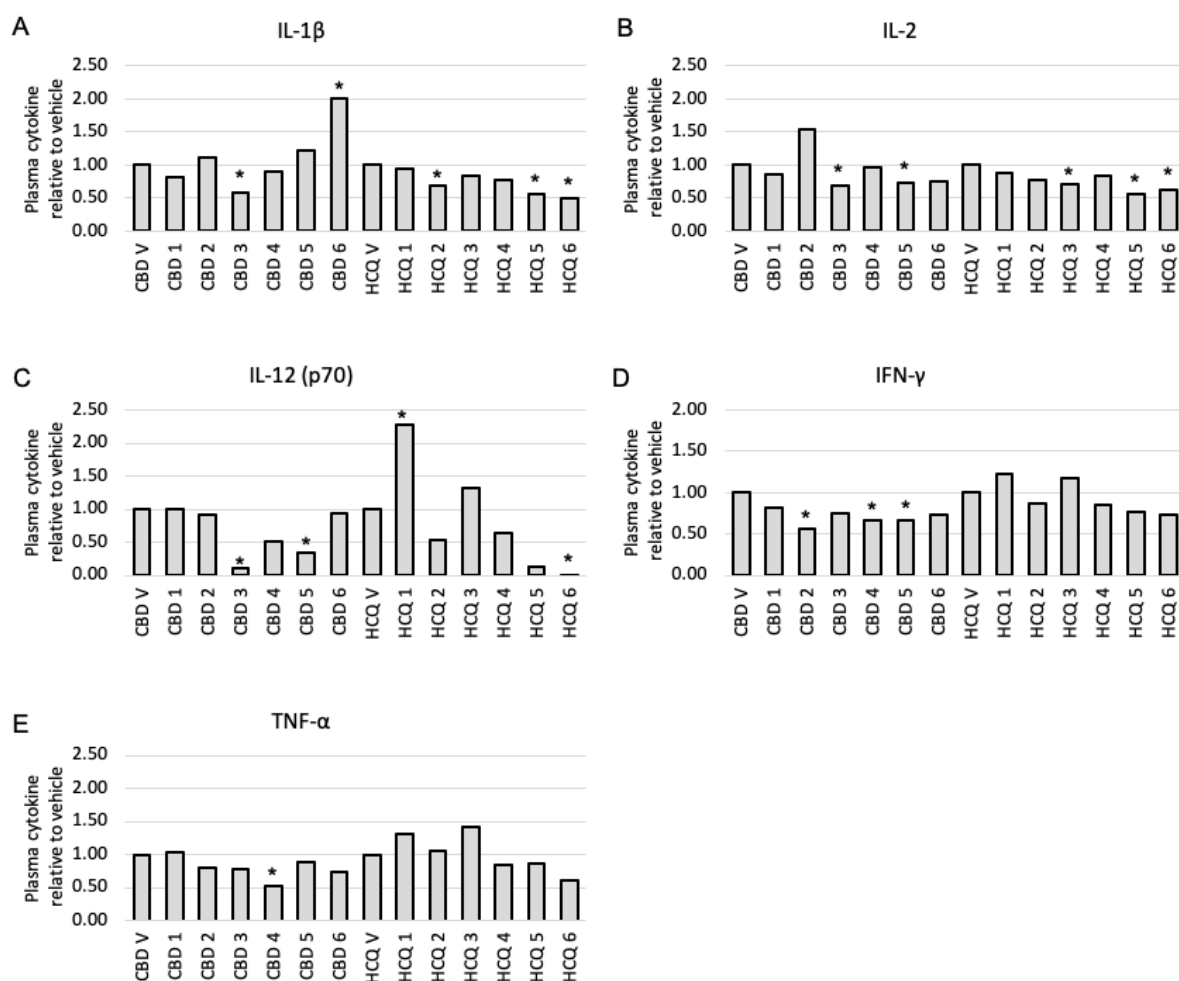 A
IL-1β
Plasma cytokine
relative to vehicle
2.50
2.00
1.50
1.00
0.50
0.00
*
*
*
*
*
CBD V
CBD 1
CBD 2
CBD 3
CBD 4
CBD 5
CBD 6
HCQ V
HCQ 1
HCQ 2
HCQ 3
HCQ 4
HCQ 5
HCQ 6
B
IL-2
Plasma cytokine
relative to vehicle
2.50
2.00
1.50
1.00
0.50
0.00
*
*
*
*
*
CBD V
CBD 1
CBD 2
CBD 3
CBD 4
CBD 5
CBD 6
HCQ V
HCQ 1
HCQ 2
HCQ 3
HCQ 4
HCQ 5
HCQ 6
C
IL-12 (p70)
Plasma cytokine
relative to vehicle
2.50
2.00
1.50
1.00
0.50
0.00
*
*
*
*
CBD V
CBD 1
CBD 2
CBD 3
CBD 4
CBD 5
CBD 6
HCQ V
HCQ 1
HCQ 2
HCQ 3
HCQ 4
HCQ 5
HCQ 6
D
IFN-γ
Plasma cytokine
relative to vehicle
2.00
1.50
1.00
0.50
0.00
*
*
*
CBD V
CBD 1
CBD 2
CBD 3
CBD 4
CBD 5
CBD 6
HCQ V
HCQ 1
HCQ 2
HCQ 3
HCQ 4
HCQ 5
HCQ 6
E
TNF-α
Plasma cytokine
relative to vehicle
2.50
2.00
1.50
1.00
0.50
0.00
*
CBD V
CBD 1
CBD 2
CBD 3
CBD 4
CBD 5
CBD 6
HCQ V
HCQ 1
HCQ 2
HCQ 3
HCQ 4
HCQ 5
HCQ 6